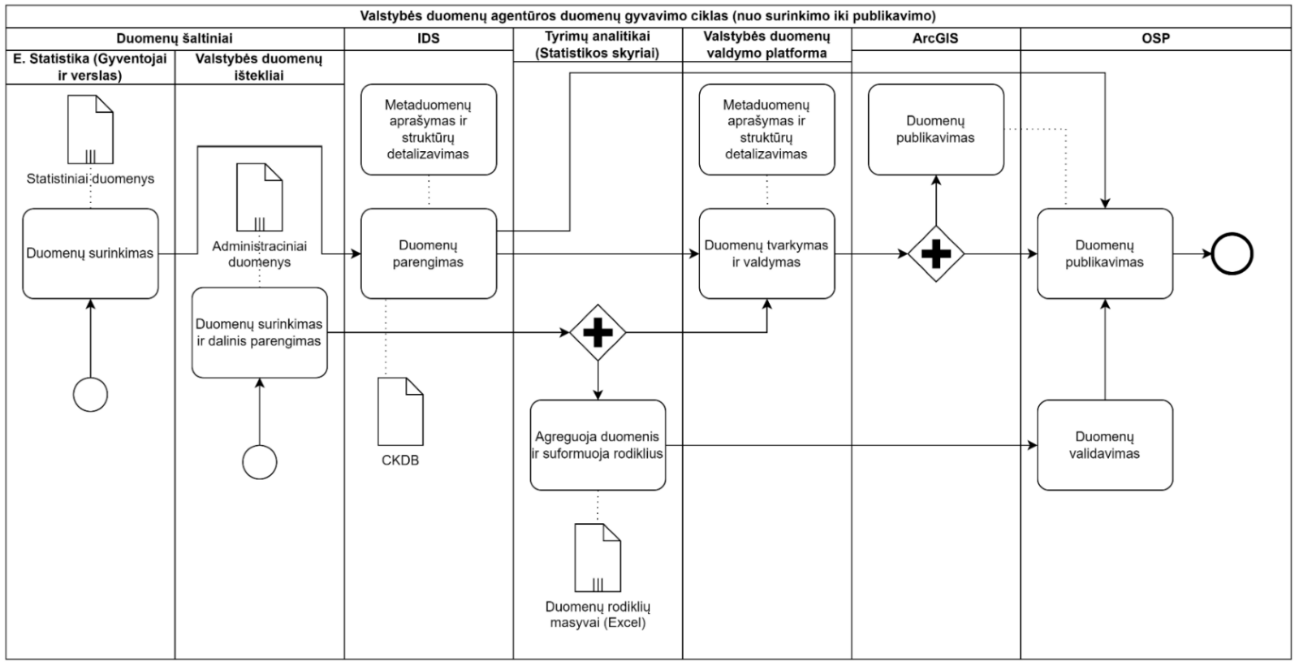 Valstybės duomenų agentūros duomenų gyvavimo ciklas (nuo surinkimo iki publikavimo)
Duomenų šaltiniai
IDS
Tyrimų analitikai
(Statistikos skyriai)
Valstybės duomenų
valdymo platforma
ArcGIS
OSP
E. Statistika (Gyventojai
ir verslas)
Valstybės duomenų
ištekliai
Statistiniai duomenys
Duomenų surinkimas
Administraciniai
duomenys
Duomenų surinkimas
ir dalinis parengimas
Metaduomenų
aprašymas ir
struktūrų
detalizavimas
Duomenų
parengimas
CKDB
Agreguoja duomenis
ir suformuoja rodiklius
Duomenų rodiklių
masyvai (Excel)
Metaduomenų
aprašymas ir
struktūrų
detalizavimas
Duomenų tvarkymas
ir valdymas
Duomenų
publikavimas
Duomenų
publikavimas
Duomenų
validavimas